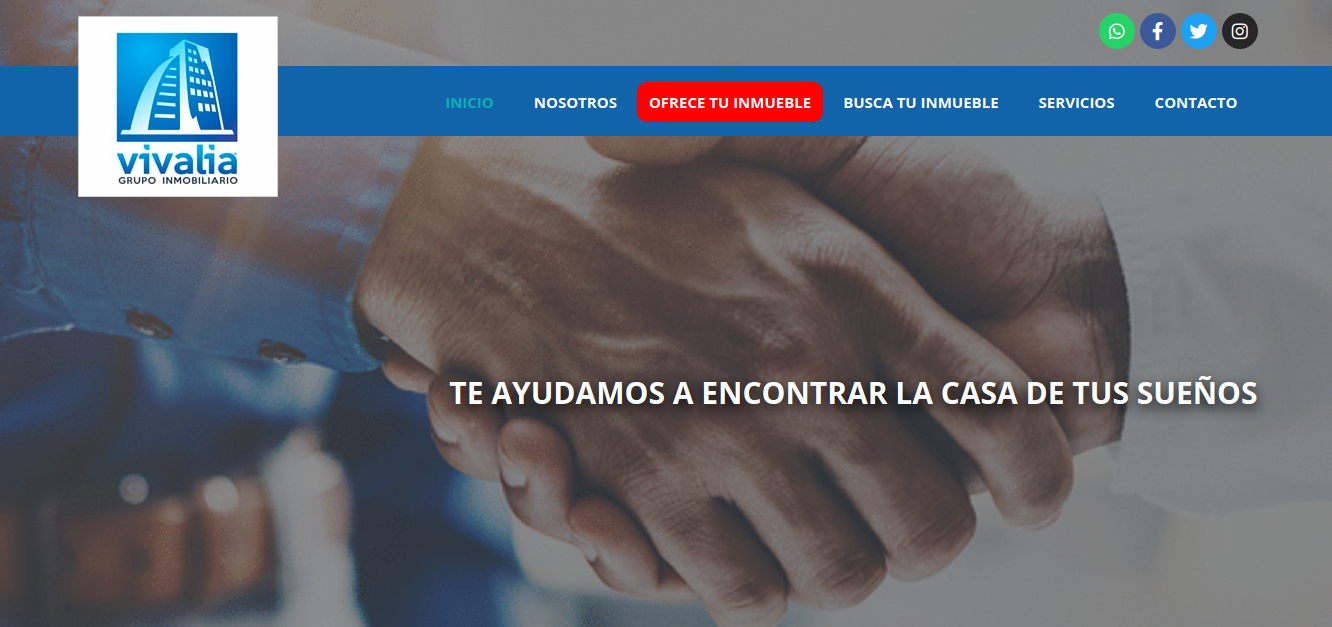 vivalia
GRUPO INMOBILIARIO
INICIO NOSOTROS OFRECE TU INMUEBLE BUSCA TU INMUEBLE SERVICIOS CONTACTO
TE AYUDAMOS A ENCONTRAR LA CASA DE TUS SUEÑOS